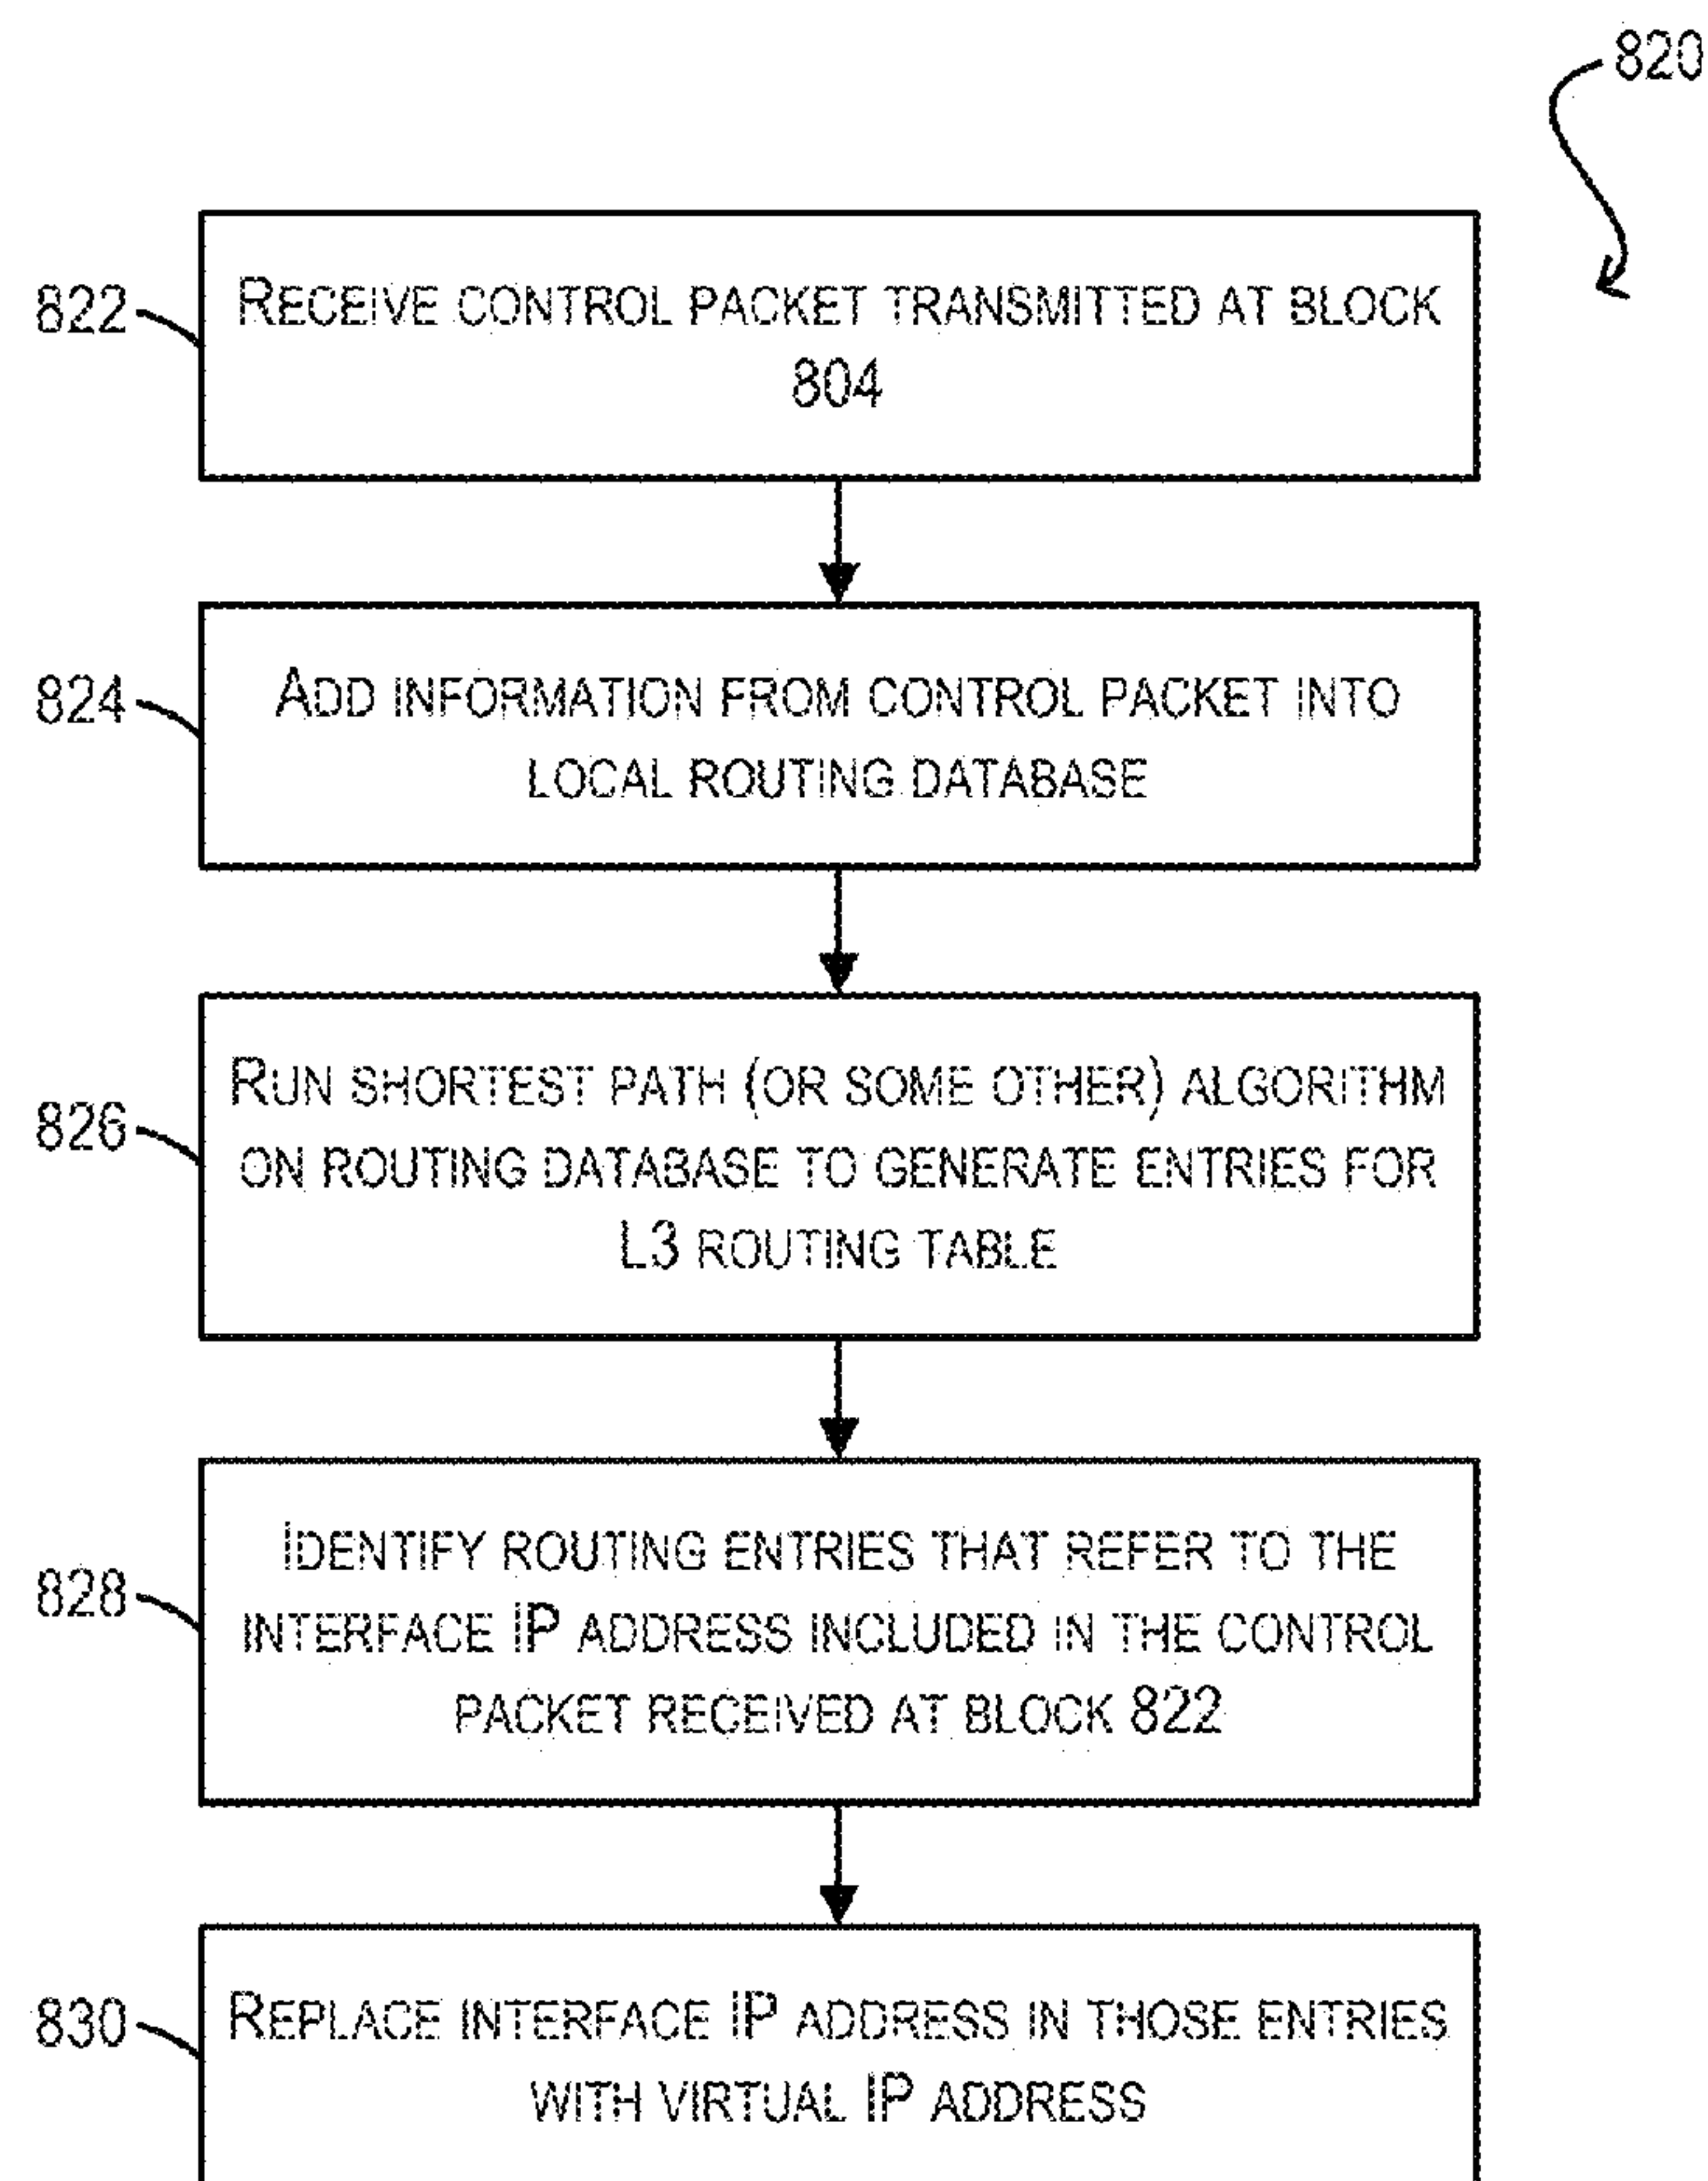 820
822
RECEIVE CONTROL PACKET TRANSMITTED AT BLOCK
804
824
ADD INFORMATION FROM CONTROL PACKET INTO
LOCAL ROUTING DATABASE
826
RUN SHORTEST PATH (OR SOME OTHER) ALGORITHM
ON ROUTING DATABASE TO GENERATE ENTRIES FOR
L3 ROUTING TABLE
828
IDENTIFY ROUTING ENTRIES THAT REFER TO THE
INTERFACE IP ADDRESS INCLUDED IN THE CONTROL
PACKET RECEIVED AT BLOCK 822
830
REPLACE INTERFACE IP ADDRESS IN THOSE ENTRIES
WITH VIRTUAL IP ADDRESS